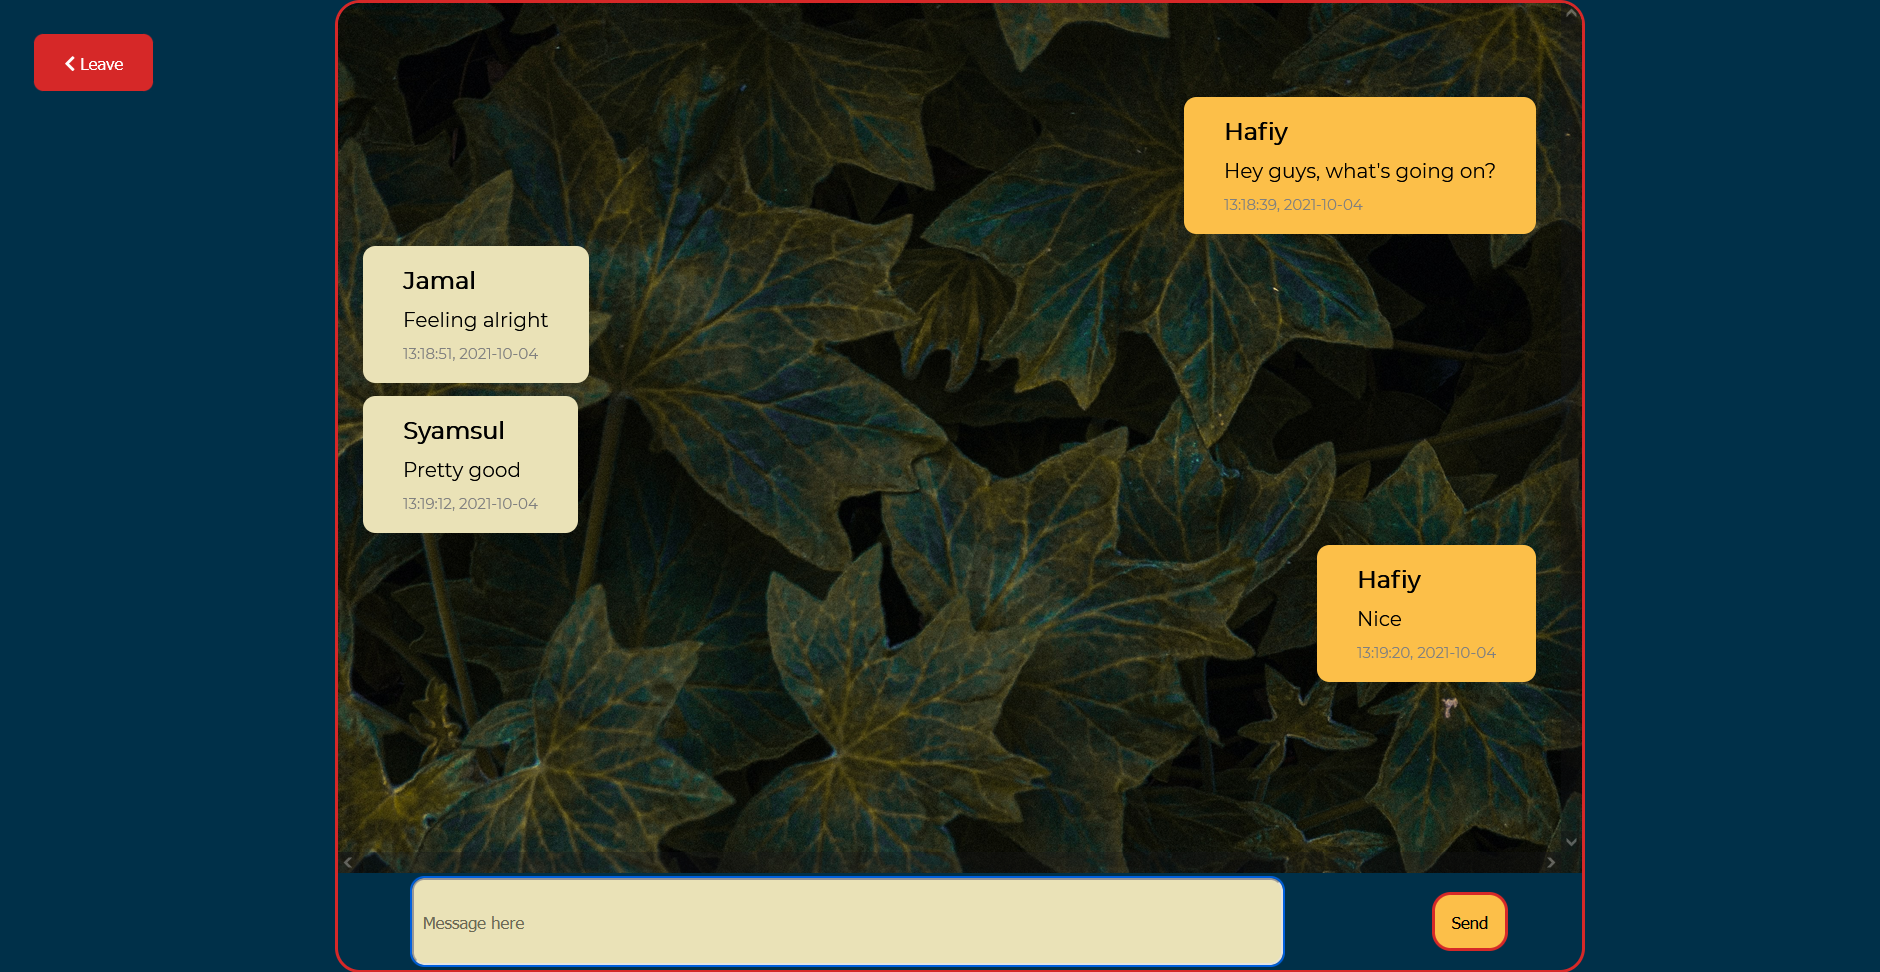 Leave
Hafiy
Hey guys, what's going on?
13:18:39, 2021-10-04
Jamal
Feeling alright
13:18:51, 2021-10-04
Syamsul
Pretty good
13:19:12, 2021-10-04
Hafiy
Nice
13:19:20, 2021-10-04
Message here
Send